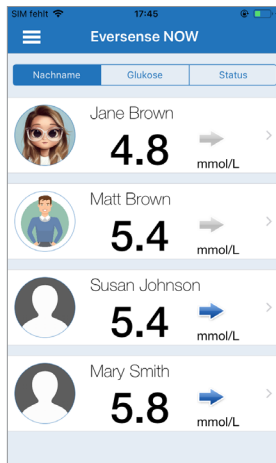 SIM fehlt 17:45
Eversense NOW
Nachname Glukose Status
Jane Brown
4.8
mmol/L
Matt Brown
5.4
mmol/L
Susan Johnson
5.4
mmol/L
Mary Smith
5.8
mmol/L